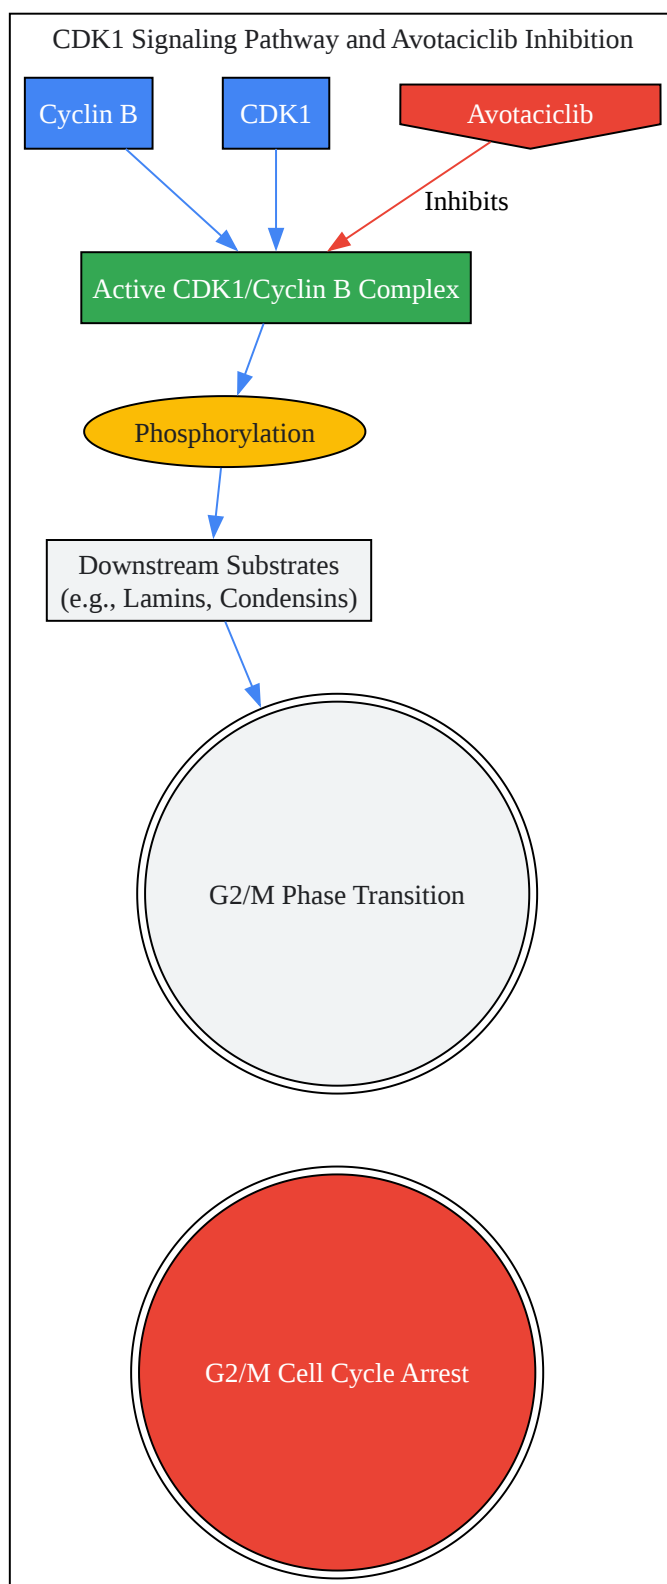 CDK1 Signaling Pathway and Avotaciclib Inhibition
Cyclin B
CDK1
Avotaciclib
Inhibits
Active CDK1/Cyclin B Complex
Phosphorylation
Downstream Substrates
(e.g., Lamins, Condensins)
G2/M Phase Transition
G2/M Cell Cycle Arrest